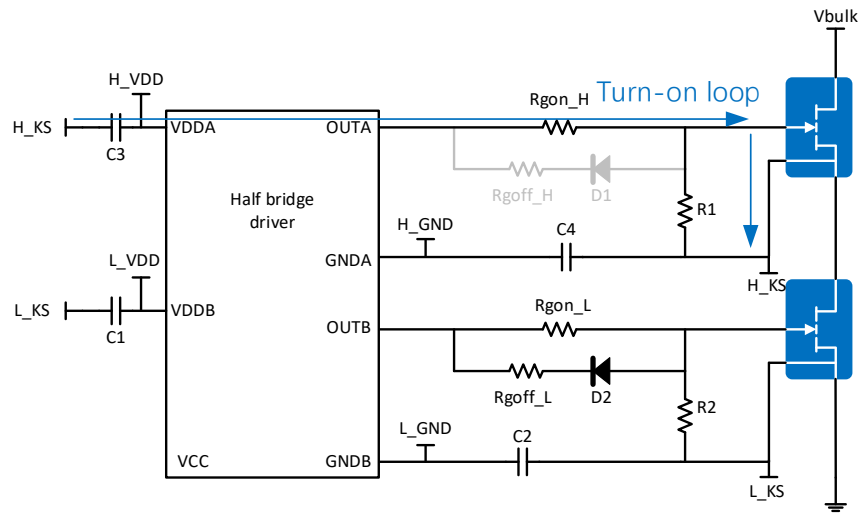 Vbulk
H_VDD
Rgon_H
Turn-on loop
H_KS
VDDA
OUTA
C3
Rgoff_H
D1
Half bridge
driver
R1
H_GND
C4
L_VDD
GNDA
H_KS
L_KS
VDDB
Rgon_L
C1
OUTB
Rgoff_L
D2
R2
L_GND
C2
VCC
GNDB
L_KS